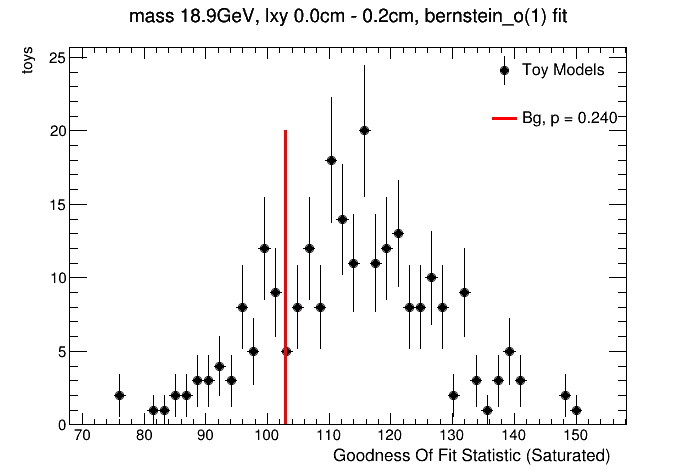 mass 18.9GeV, lxy 0.0cm - 0.2cm, bernstein_o(1) fit
toys
25
20
15
10
5
0
Toy Models
Bg, p = 0.240
70 80 90 100 110 120 130 140 150
Goodness Of Fit Statistic (Saturated)